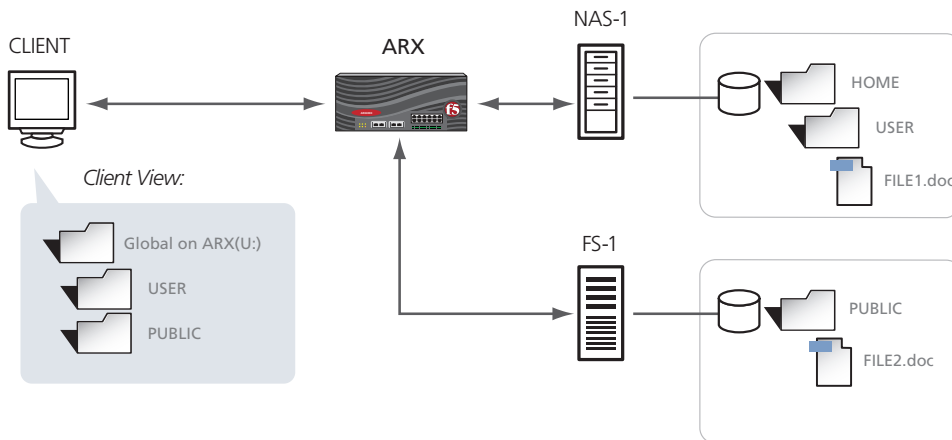 CLIENT
ARX
NAS-1
f5
HOME
USER
FILE1.doc
Client View:
Global on ARX(U:)
USER
PUBLIC
FS-1
PUBLIC
FILE2.doc